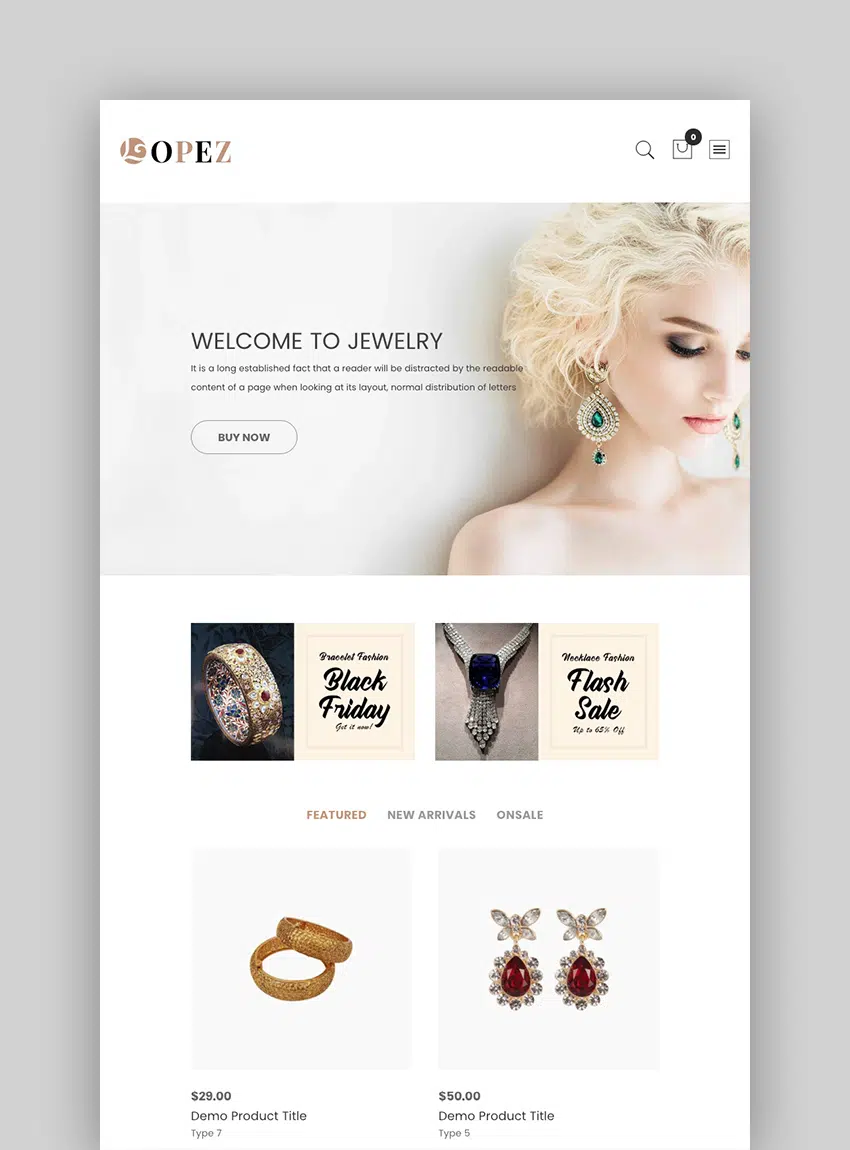 LOPEZ
0
WELCOME TO JEWELRY
It is a long established fact that a reader will be distracted by the readable
content of a page when looking at its layout, normal distribution of letters
BUY NOW
Bracelet Fashion
Black
Friday
Get it now!
Necklace Fashion
Flash
Sale
Up to 65% Off
FEATURED NEW ARRIVALS ONSALE
$29.00
Demo Product Title
Type 7
$50.00
Demo Product Title
Type 5